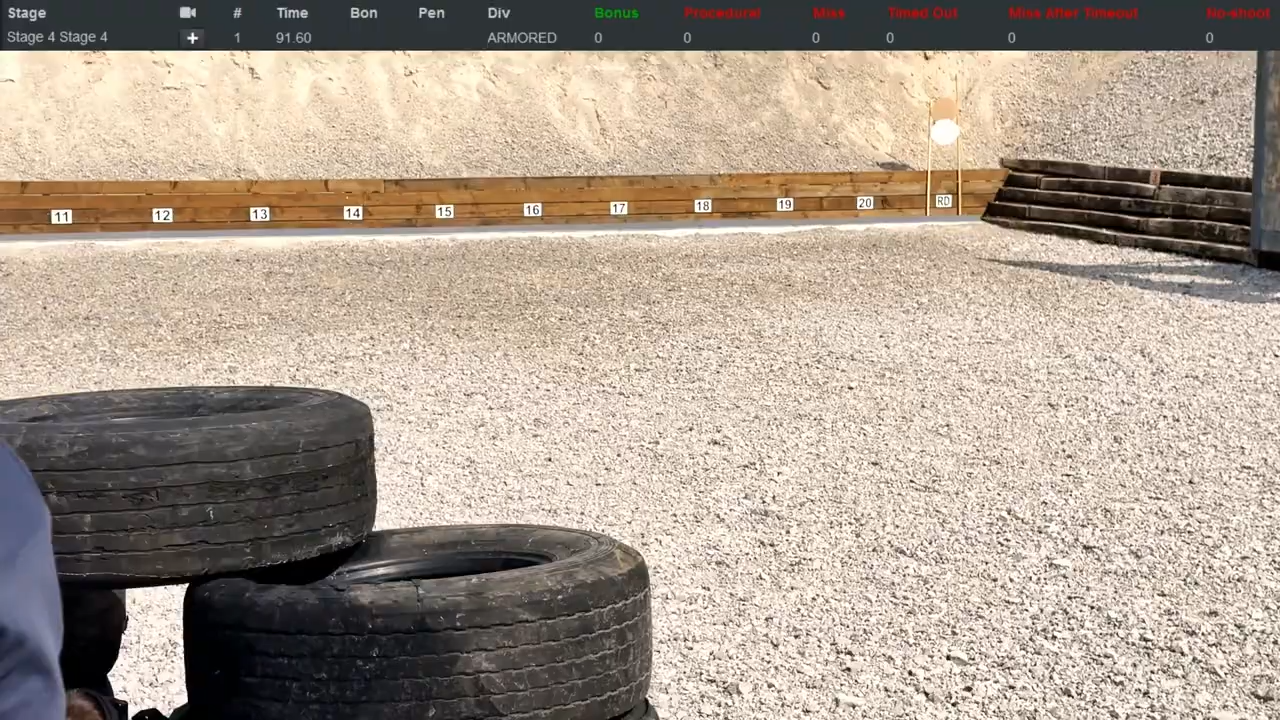 Stage # Time Bon Pen Div Bonus Procedural Miss Timed Out Miss After Timeout No-shoot
Stage 4 Stage 4 + 1 91.60 ARMORED 0 0 0 0 0 0
11 12 13 14 15 16 17 18 19 20 RD